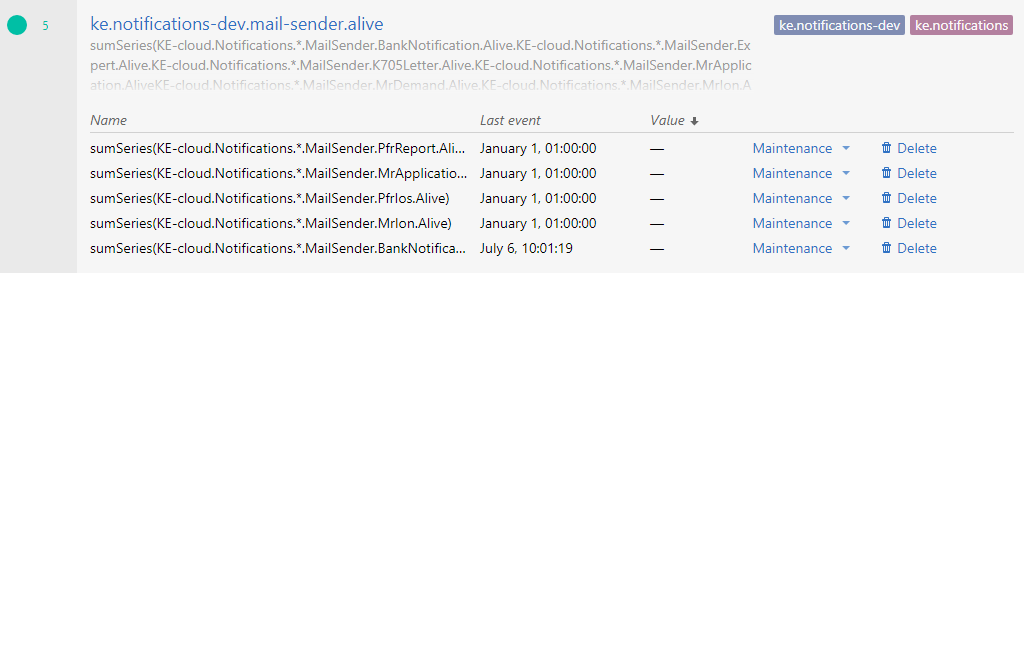 5 ke.notifications-dev.mail-sender.alive ke.notifications-dev ke.notifications
sumSeries(KE-cloud.Notifications.*.MailSender.BankNotification.Alive.KE-cloud.Notifications.*.MailSender.Ex
pert.Alive.KE-cloud.Notifications.*.MailSender.K705Letter.Alive.KE-cloud.Notifications.*.MailSender.MrApplic
ation.AliveKE-cloud.Notifications.*.MailSender.MrDemand.Alive.KE-cloud.Notifications.*.MailSender.MrIon.A
Name Last event Value
sumSeries(KE-cloud.Notifications.*.MailSender.PfrReport.Ali... January 1, 01:00:00 — Maintenance Delete
sumSeries(KE-cloud.Notifications.*.MailSender.MrApplicatio... January 1, 01:00:00 — Maintenance Delete
sumSeries(KE-cloud.Notifications.*.MailSender.PfrIos.Alive) January 1, 01:00:00 — Maintenance Delete
sumSeries(KE-cloud.Notifications.*.MailSender.MrIon.Alive) January 1, 01:00:00 — Maintenance Delete
sumSeries(KE-cloud.Notifications.*.MailSender.BankNotifica... July 6, 10:01:19 — Maintenance Delete